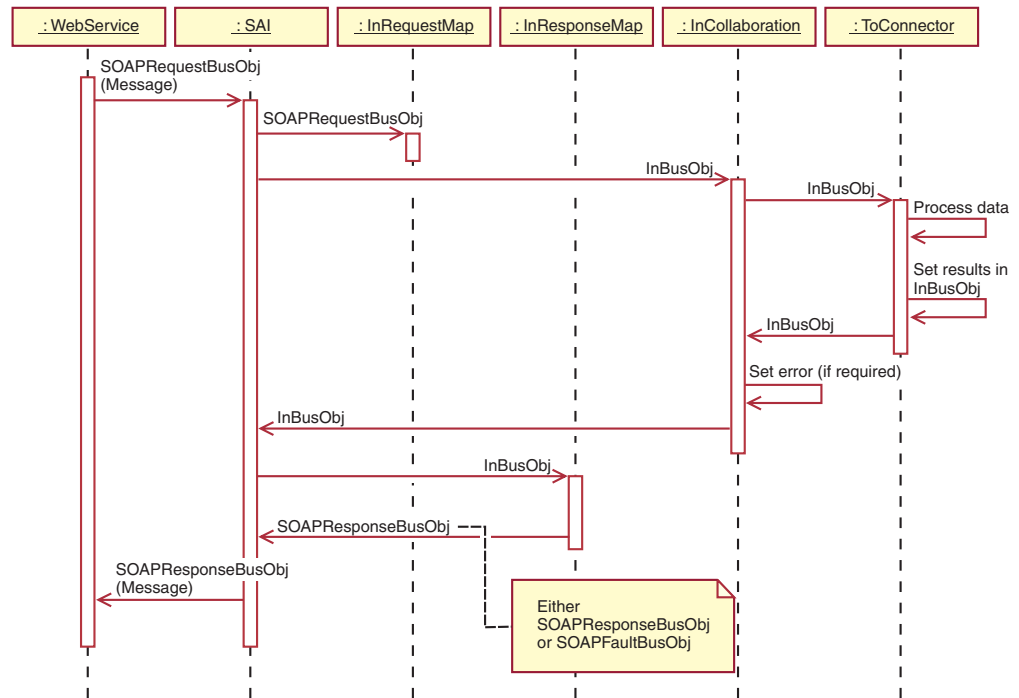 : WebService
: SAI
: InRequestMap
: InResponseMap
: InCollaboration
: ToConnector
SOAPRequestBusObj
(Message)
SOAPRequestBusObj
InBusObj
InBusObj
Process data
Set results in
InBusObj
InBusObj
Set error (if required)
InBusObj
InBusObj
SOAPResponseBusObj
SOAPResponseBusObj
(Message)
Either
SOAPResponseBusObj
or SOAPFaultBusObj